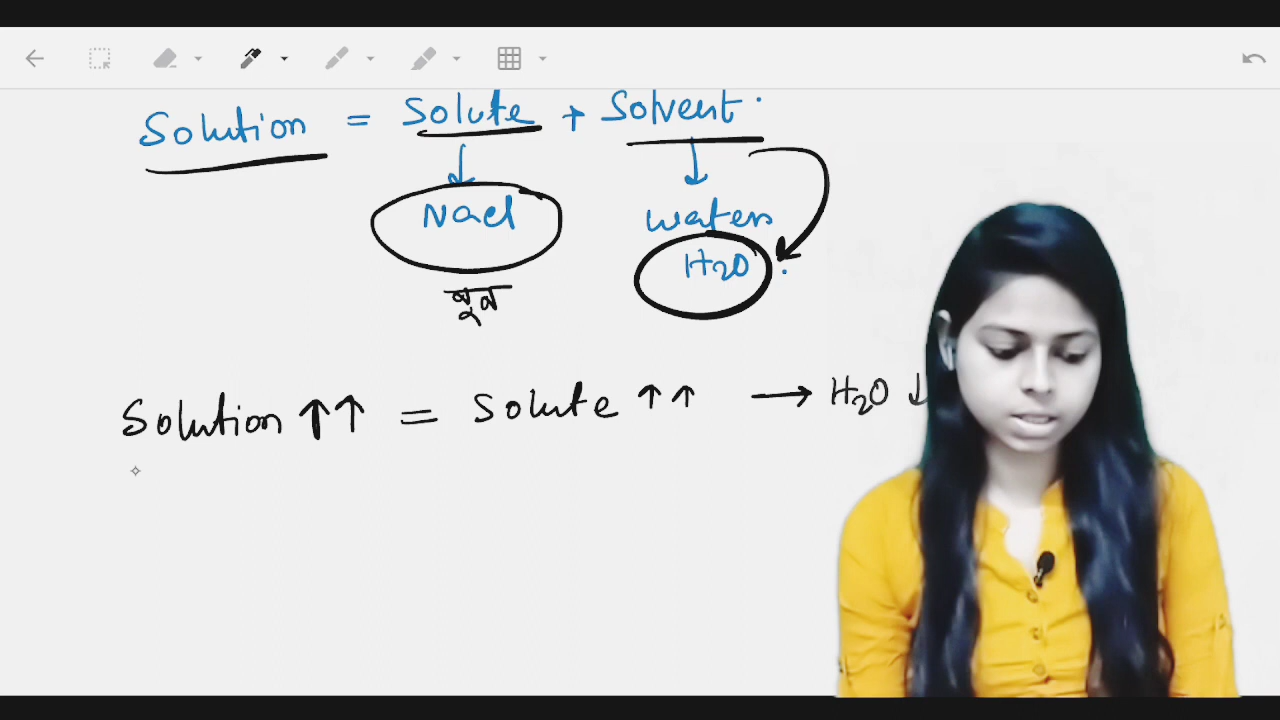 Solution = Solute + Solvent.
↓ ↓
NaCl water
H2O .
নুন
Solution ↑↑ = Solute ↑↑ → H2O ↓